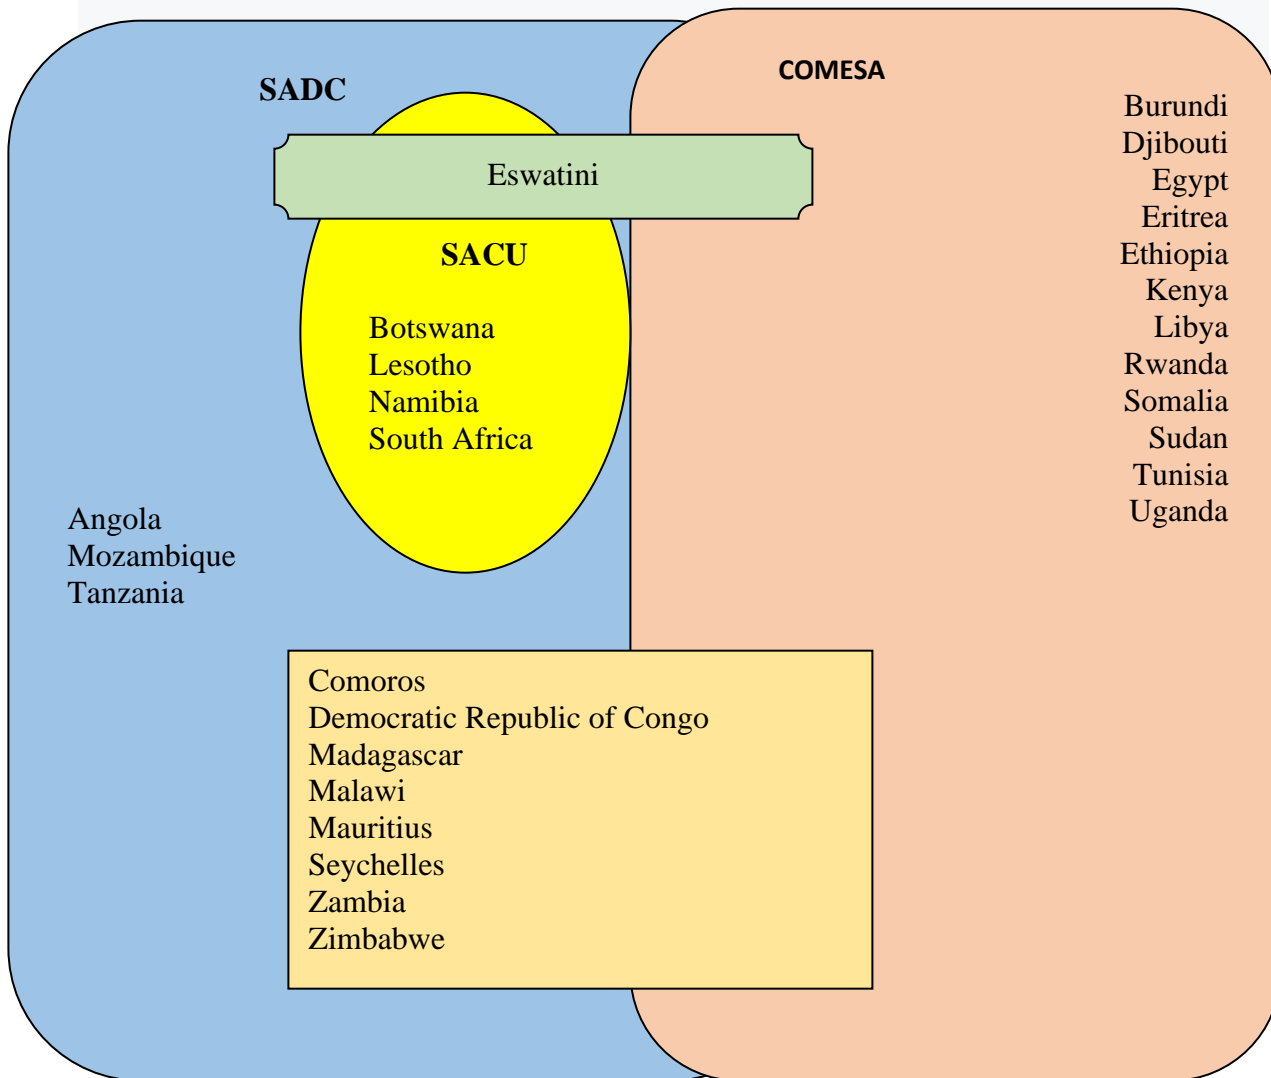 SADC
COMESA
Eswatini
SACU
Botswana
Lesotho
Namibia
South Africa
Angola
Mozambique
Tanzania
Burundi
Djibouti
Egypt
Eritrea
Ethiopia
Kenya
Libya
Rwanda
Somalia
Sudan
Tunisia
Uganda
Comoros
Democratic Republic of Congo
Madagascar
Malawi
Mauritius
Seychelles
Zambia
Zimbabwe